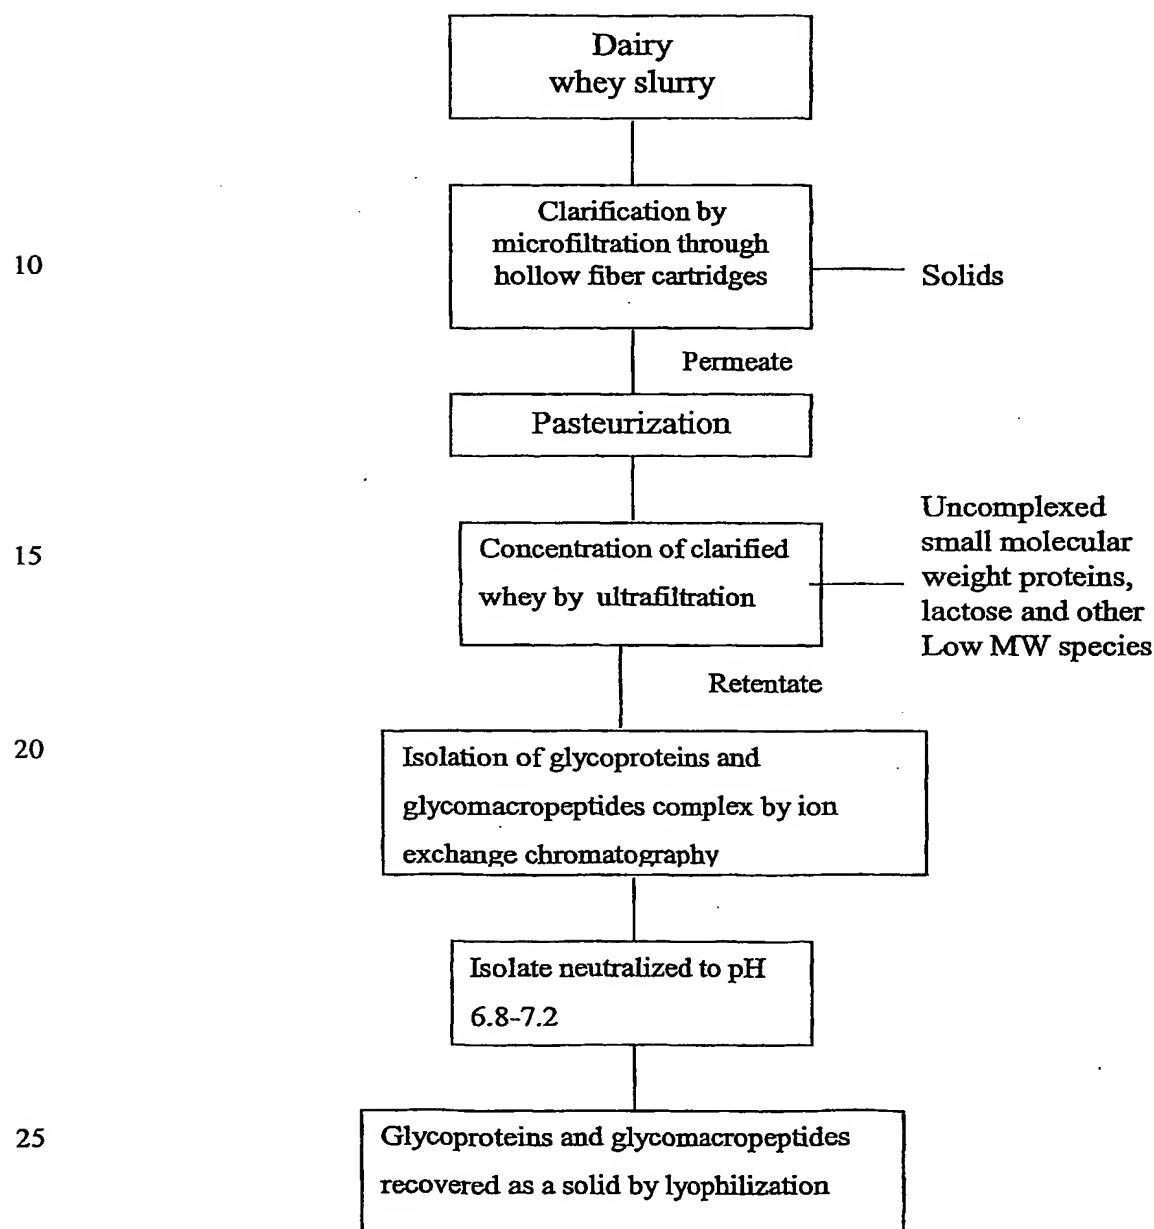 Dairy
whey slurry
Clarification by
microfiltration through
10
hollow fiber cartridges
Solids
Permeate
Pasteurization
15
Concentration of clarified
whey by ultrafiltration
Uncomplexed
small molecular
weight proteins,
lactose and other
Low MW species
Retentate
20
Isolation of glycoproteins and
glycomacropeptides complex by ion
exchange chromatography
Isolate neutralized to pH
6.8-7.2
25
Glycoproteins and glycomacropeptides
recovered as a solid by lyophilization